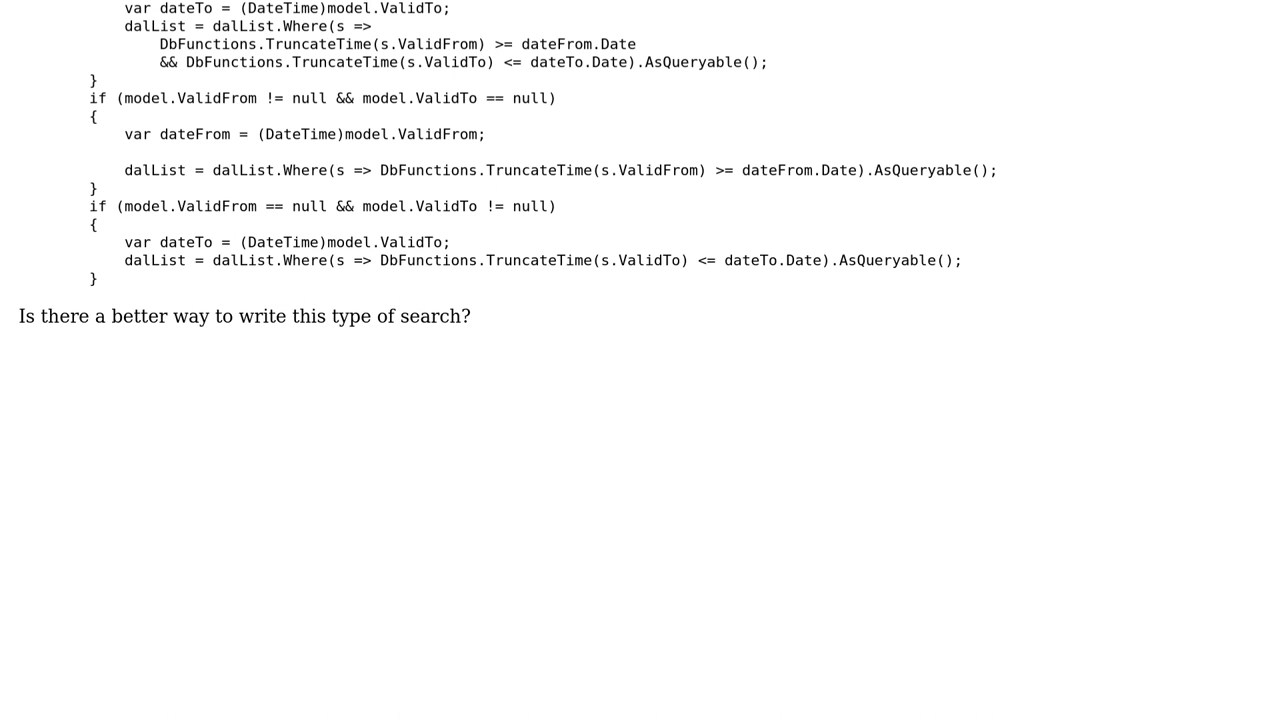 var dateTo = (DateTime)model.ValidTo;
dalList = dalList.Where(s =>
DbFunctions.TruncateTime(s.ValidFrom) >= dateFrom.Date
&& DbFunctions.TruncateTime(s.ValidTo) <= dateTo.Date).AsQueryable();
}
if (model.ValidFrom != null && model.ValidTo == null)
{
var dateFrom = (DateTime)model.ValidFrom;
dalList = dalList.Where(s => DbFunctions.TruncateTime(s.ValidFrom) >= dateFrom.Date).AsQueryable();
}
if (model.ValidFrom == null && model.ValidTo != null)
{
var dateTo = (DateTime)model.ValidTo;
dalList = dalList.Where(s => DbFunctions.TruncateTime(s.ValidTo) <= dateTo.Date).AsQueryable();
}
Is there a better way to write this type of search?